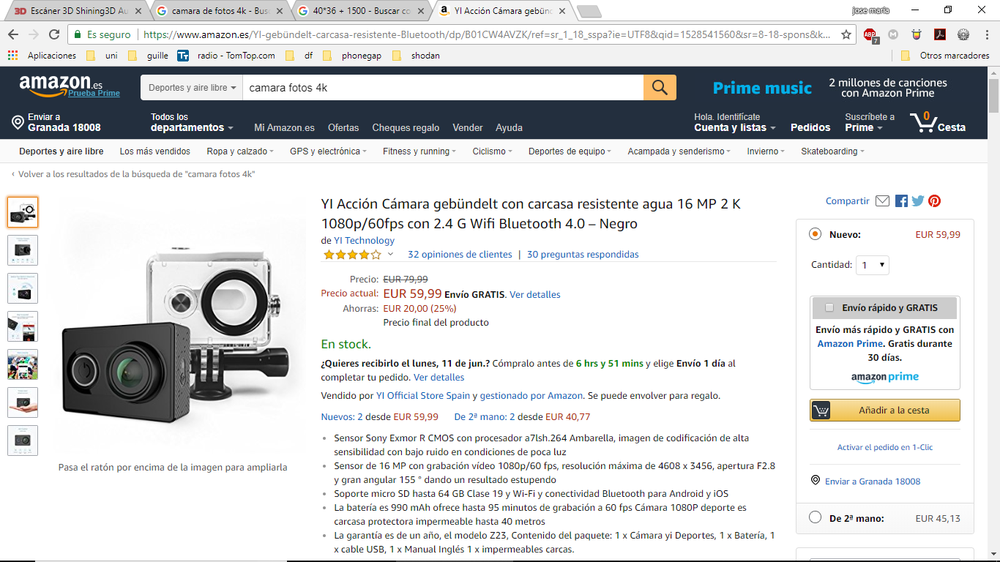 3D Escáner 3D Shining3D Au
camara de fotos 4k - Bus
40*36 + 1500 - Buscar co
YI Acción Cámara gebünd
jose maria
Es seguro
https://www.amazon.es/YI-gebündelt-carcasa-resistente-Bluetooth/dp/B01CW4AVZK/ref=sr_1_18_sspa?ie=UTF8&qid=1528541560&sr=8-18-spons&k...
ABP
7
Aplicaciones uni guille radio - TomTop.com df phonegap shodan Otros marcadores
amazon.es
Prueba Prime
Deportes y aire libre
camara fotos 4k
Prime music
2 millones de canciones
con Amazon Prime
Enviar a
Granada 18008
Todos los
departamentos
Mi Amazon.es Ofertas Cheques regalo Vender Ayuda
Hola. Identifícate
Cuenta y listas
Pedidos
Suscríbete a
Prime
0
Cesta
Deportes y aire libre Los más vendidos Ropa y calzado GPS y electrónica Fitness y running Ciclismo Deportes de equipo Acampada y senderismo Invierno Skateboarding
‹ Volver a los resultados de la búsqueda de "camara fotos 4k"
YI Acción Cámara gebündelt con carcasa resistente agua 16 MP 2 K
1080p/60fps con 2.4 G Wifi Bluetooth 4.0 – Negro
de YI Technology
32 opiniones de clientes | 30 preguntas respondidas
Precio: EUR 79,99
Precio actual: EUR 59,99 Envío GRATIS. Ver detalles
Ahorras: EUR 20,00 (25%)
Precio final del producto
En stock.
¿Quieres recibirlo el lunes, 11 de jun.? Cómpralo antes de 6 hrs y 51 mins y elige Envío 1 día al
completar tu pedido. Ver detalles
Vendido por YI Official Store Spain y gestionado por Amazon. Se puede envolver para regalo.
Nuevos: 2 desde EUR 59,99 De 2ª mano: 2 desde EUR 40,77
• Sensor Sony Exmor R CMOS con procesador a7lsh.264 Ambarella, imagen de codificación de alta
sensibilidad con bajo ruido en condiciones de poca luz
• Sensor de 16 MP con grabación vídeo 1080p/60 fps, resolución máxima de 4608 x 3456, apertura F2.8
y gran angular 155 ° dando un resultado estupendo
• Soporte micro SD hasta 64 GB Clase 19 y Wi-Fi y conectividad Bluetooth para Android y iOS
• La batería es 990 mAh ofrece hasta 95 minutos de grabación a 60 fps Cámara 1080P deporte es
carcasa protectora impermeable hasta 40 metros
• La garantía es de un año, el modelo Z23, Contenido del paquete: 1 x Cámara yi Deportes, 1 x Batería, 1
x cable USB, 1 x Manual Inglés 1 x impermeables carcas.
Pasa el ratón por encima de la imagen para ampliarla
Compartir
Nuevo: EUR 59,99
Cantidad: 1
Envío rápido y GRATIS
Envío más rápido y GRATIS con
Amazon Prime. Gratis durante
30 días.
amazon prime
Añadir a la cesta
Activar el pedido en 1-Clic
Enviar a Granada 18008
De 2ª mano: EUR 45,13